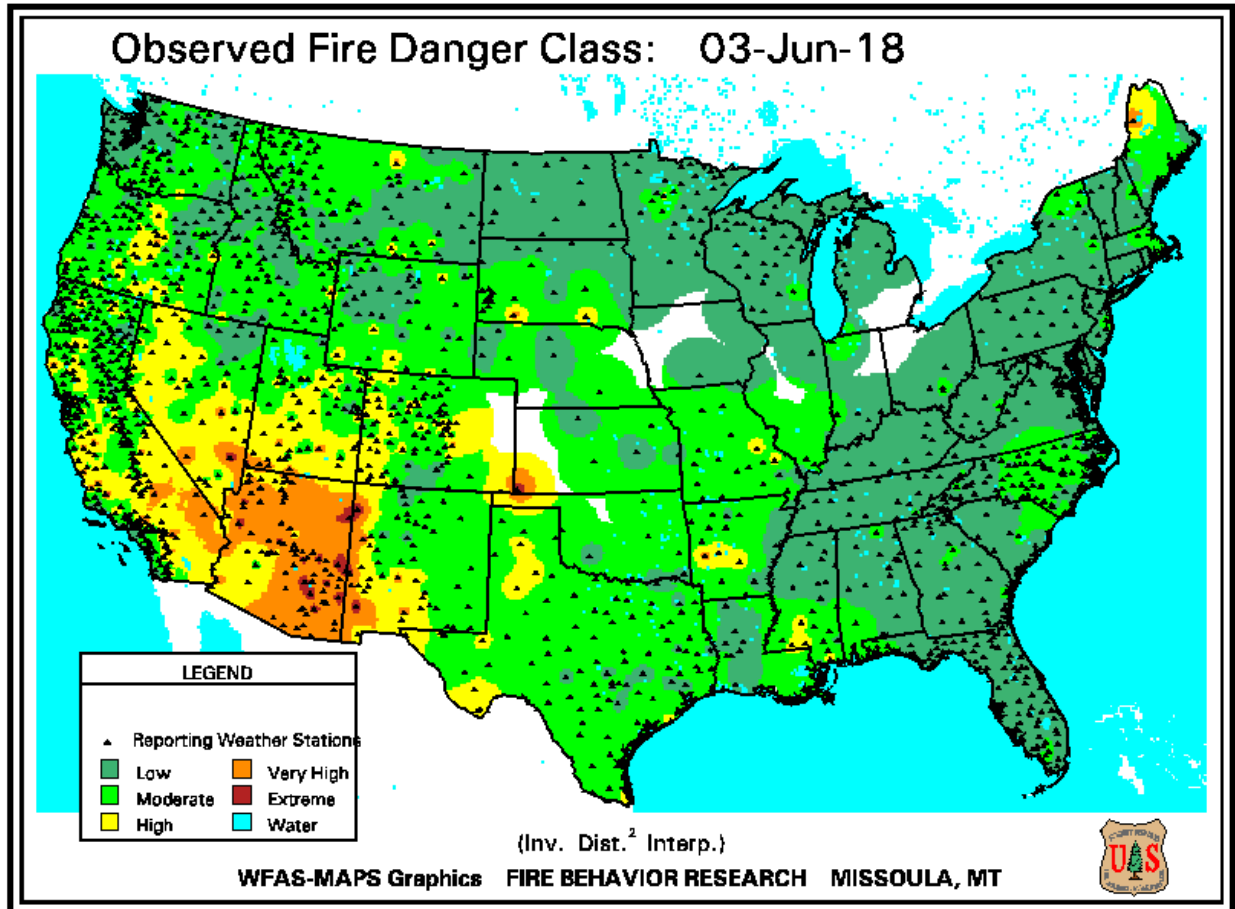 Observed Fire Danger Class: 03-Jun-18
LEGEND
Reporting Weather Stations
Low
Very High
Moderate
Extreme
High
Water
(Inv. Dist.² Interp.)
WFAS-MAPS Graphics FIRE BEHAVIOR RESEARCH MISSOULA, MT
U S